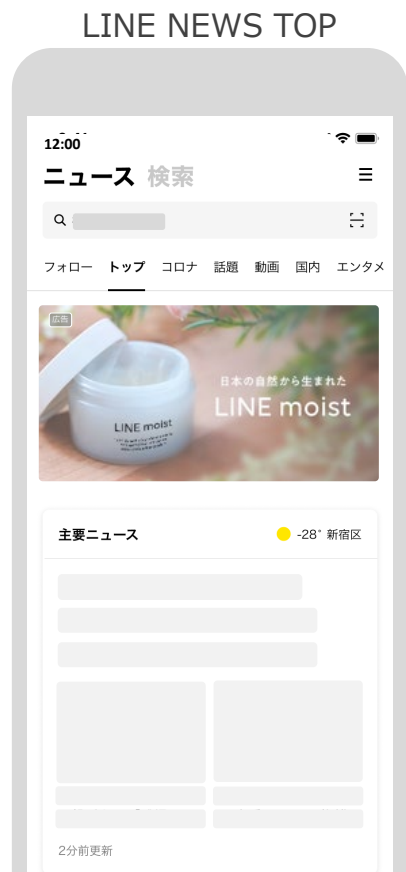 LINE NEWS TOP
12:00
ニュース 検索
フォロー トップ コロナ 話題 動画 国内 エンタメ
広告
日本の自然から生まれた
LINE moist
LINE moist
主要ニュース
-28° 新宿区
2分前更新